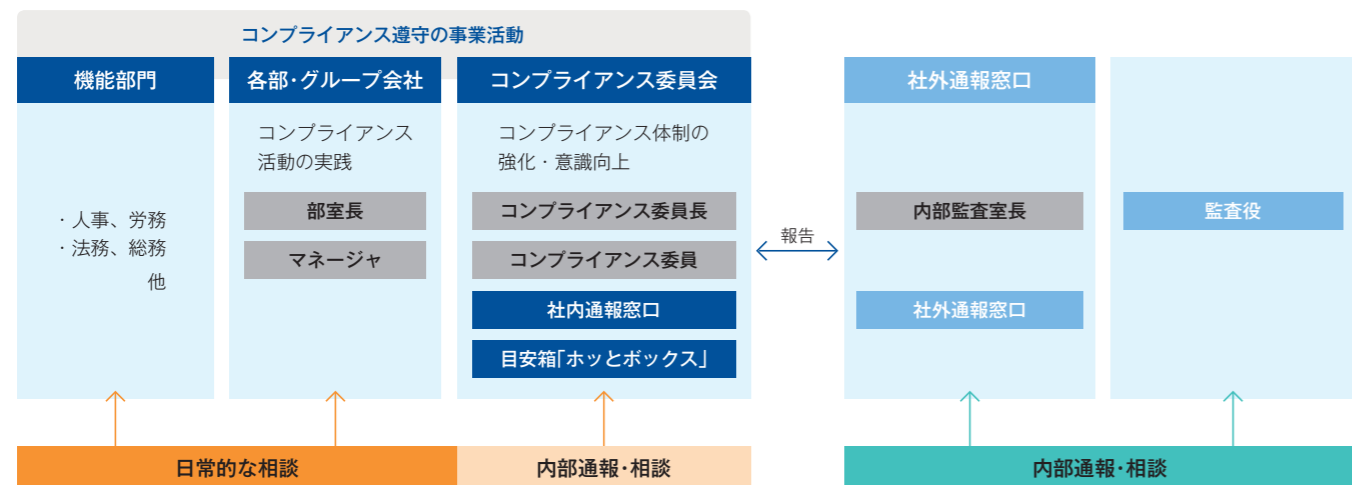 コンプライアンス遵守の事業活動
機能部門
・人事、労務
・法務、総務
他
各部・グループ会社
コンプライアンス
活動の実践
部室長
マネージャ
コンプライアンス委員会
コンプライアンス体制の
強化・意識向上
コンプライアンス委員長
コンプライアンス委員
社内通報窓口
目安箱「ホッとボックス」
報告
社外通報窓口
内部監査室長
社外通報窓口
監査役
日常的な相談
内部通報・相談
内部通報・相談